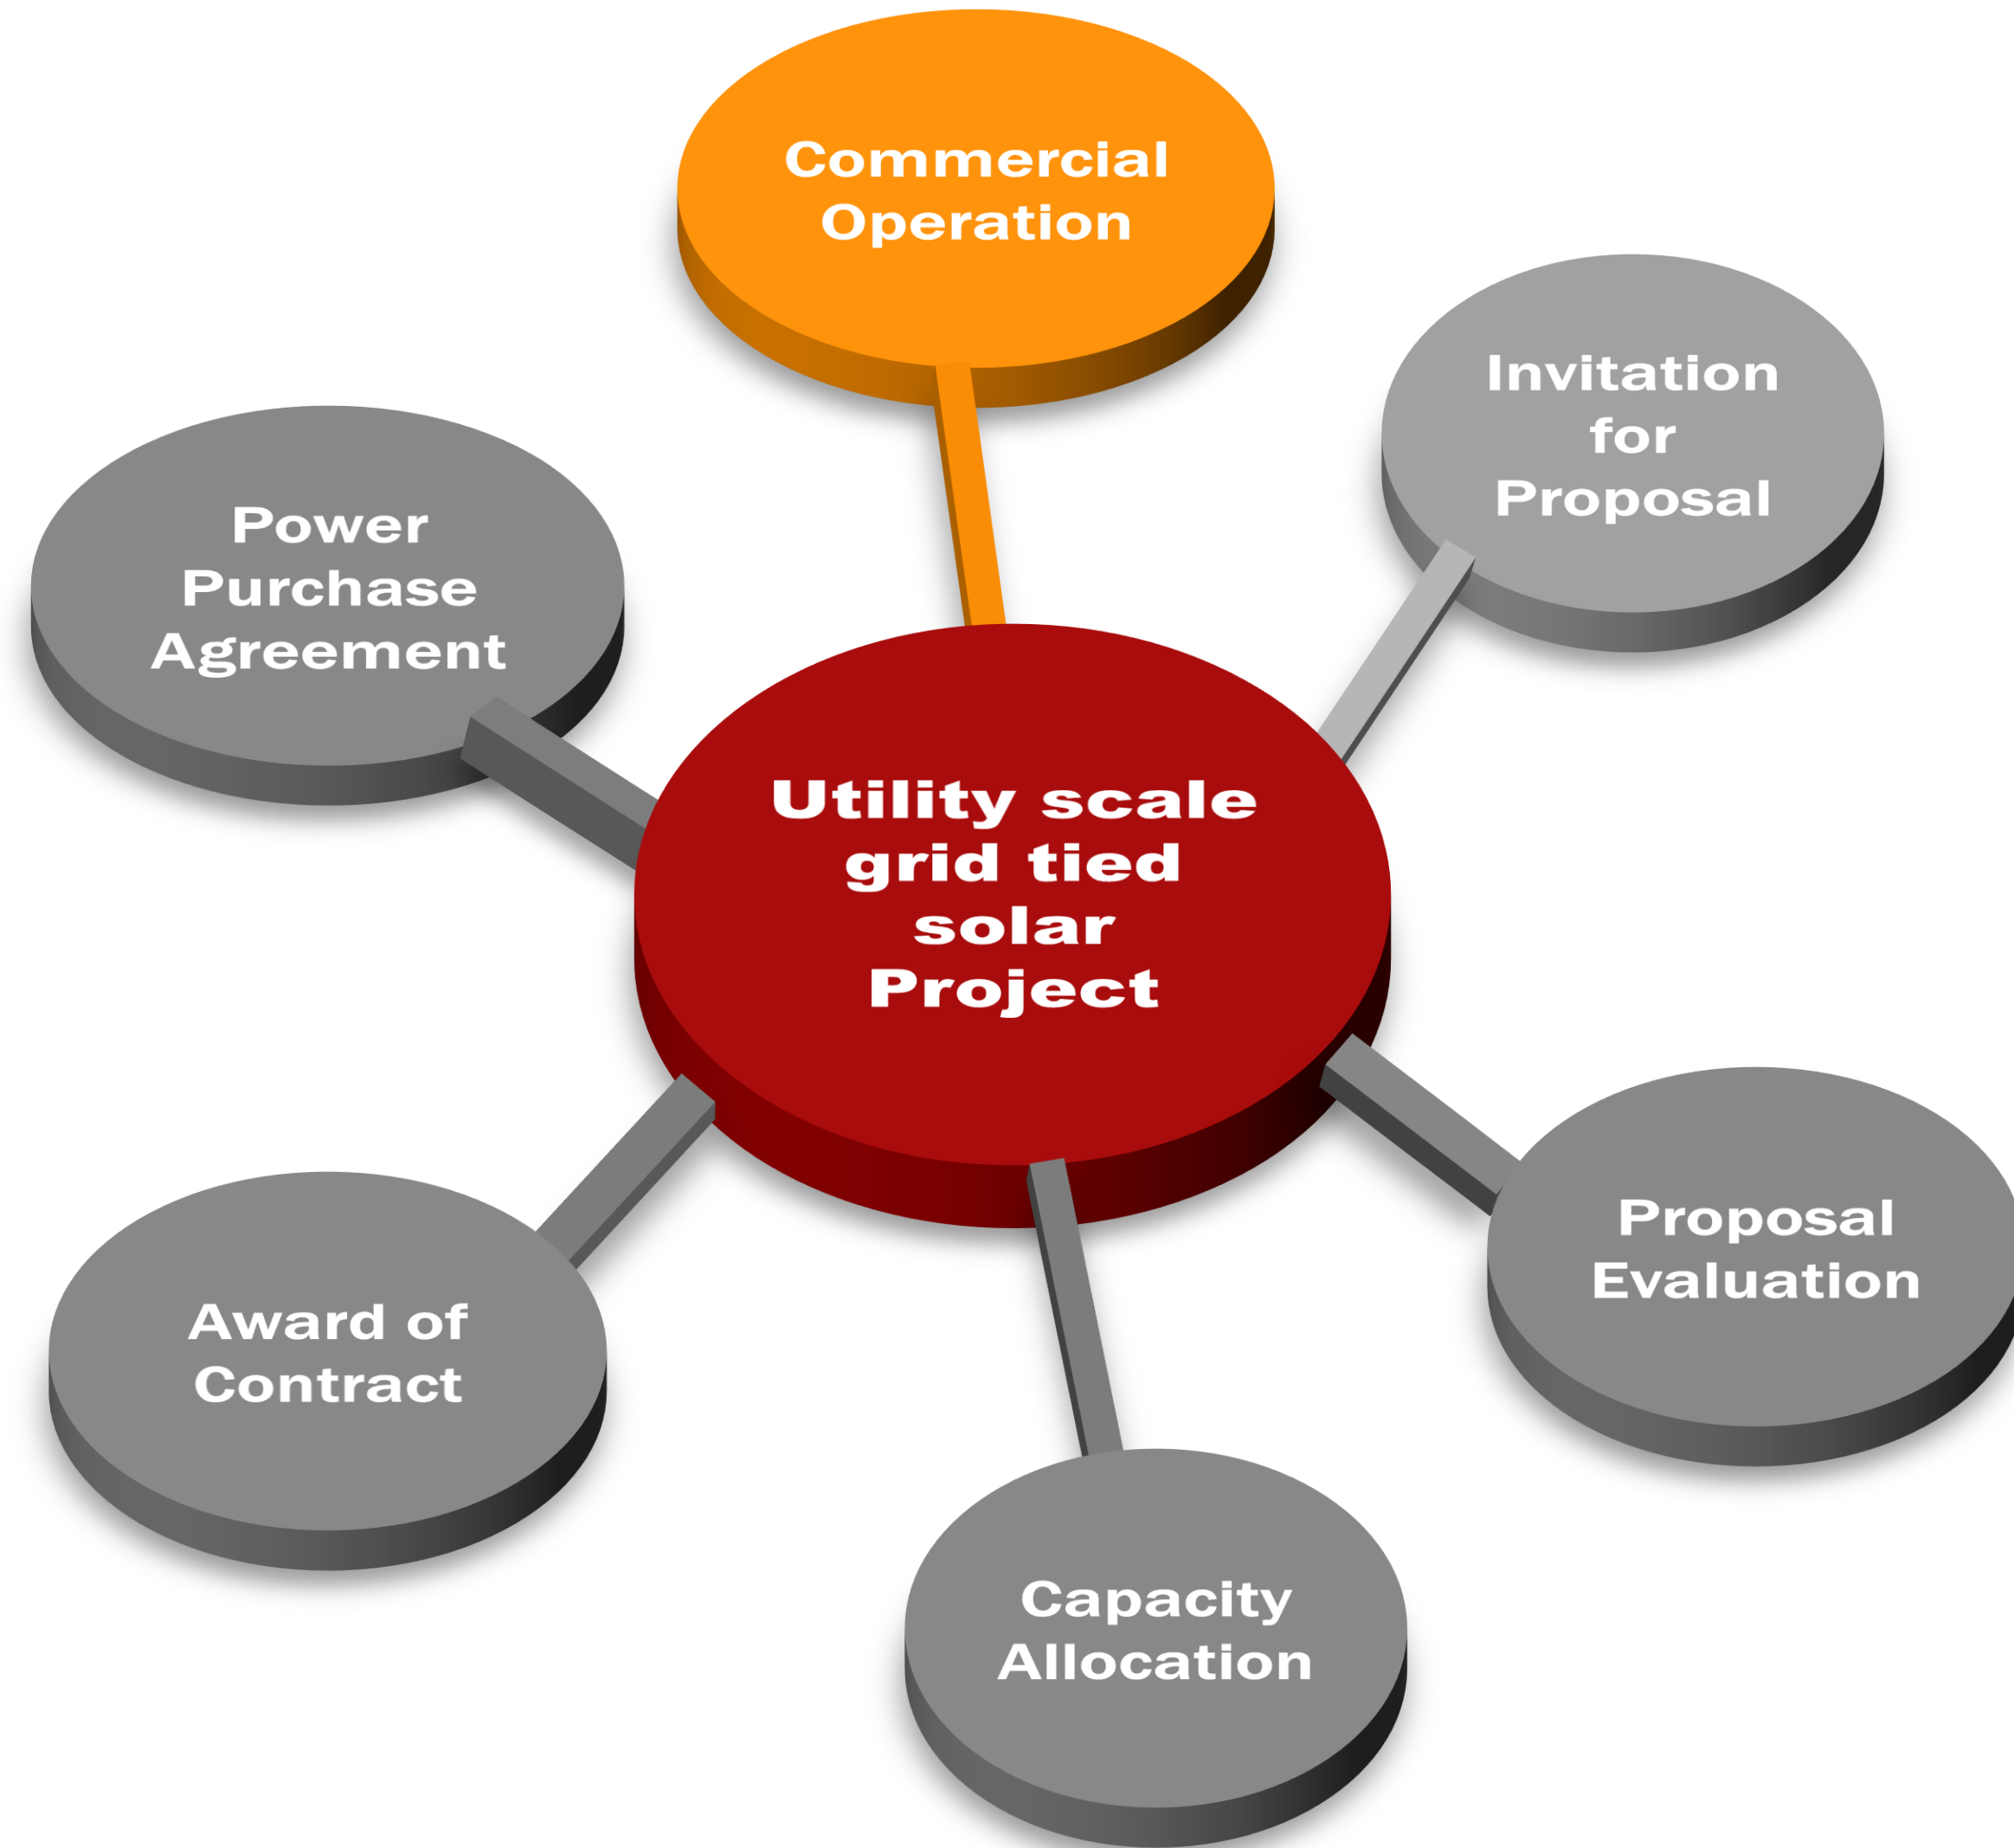 Commercial
Operation
Invitation
for
Proposal
Power
Purchase
Agreement
Utility scale
grid tied
solar
Project
Proposal
Evaluation
Award of
Contract
Capacity
Allocation